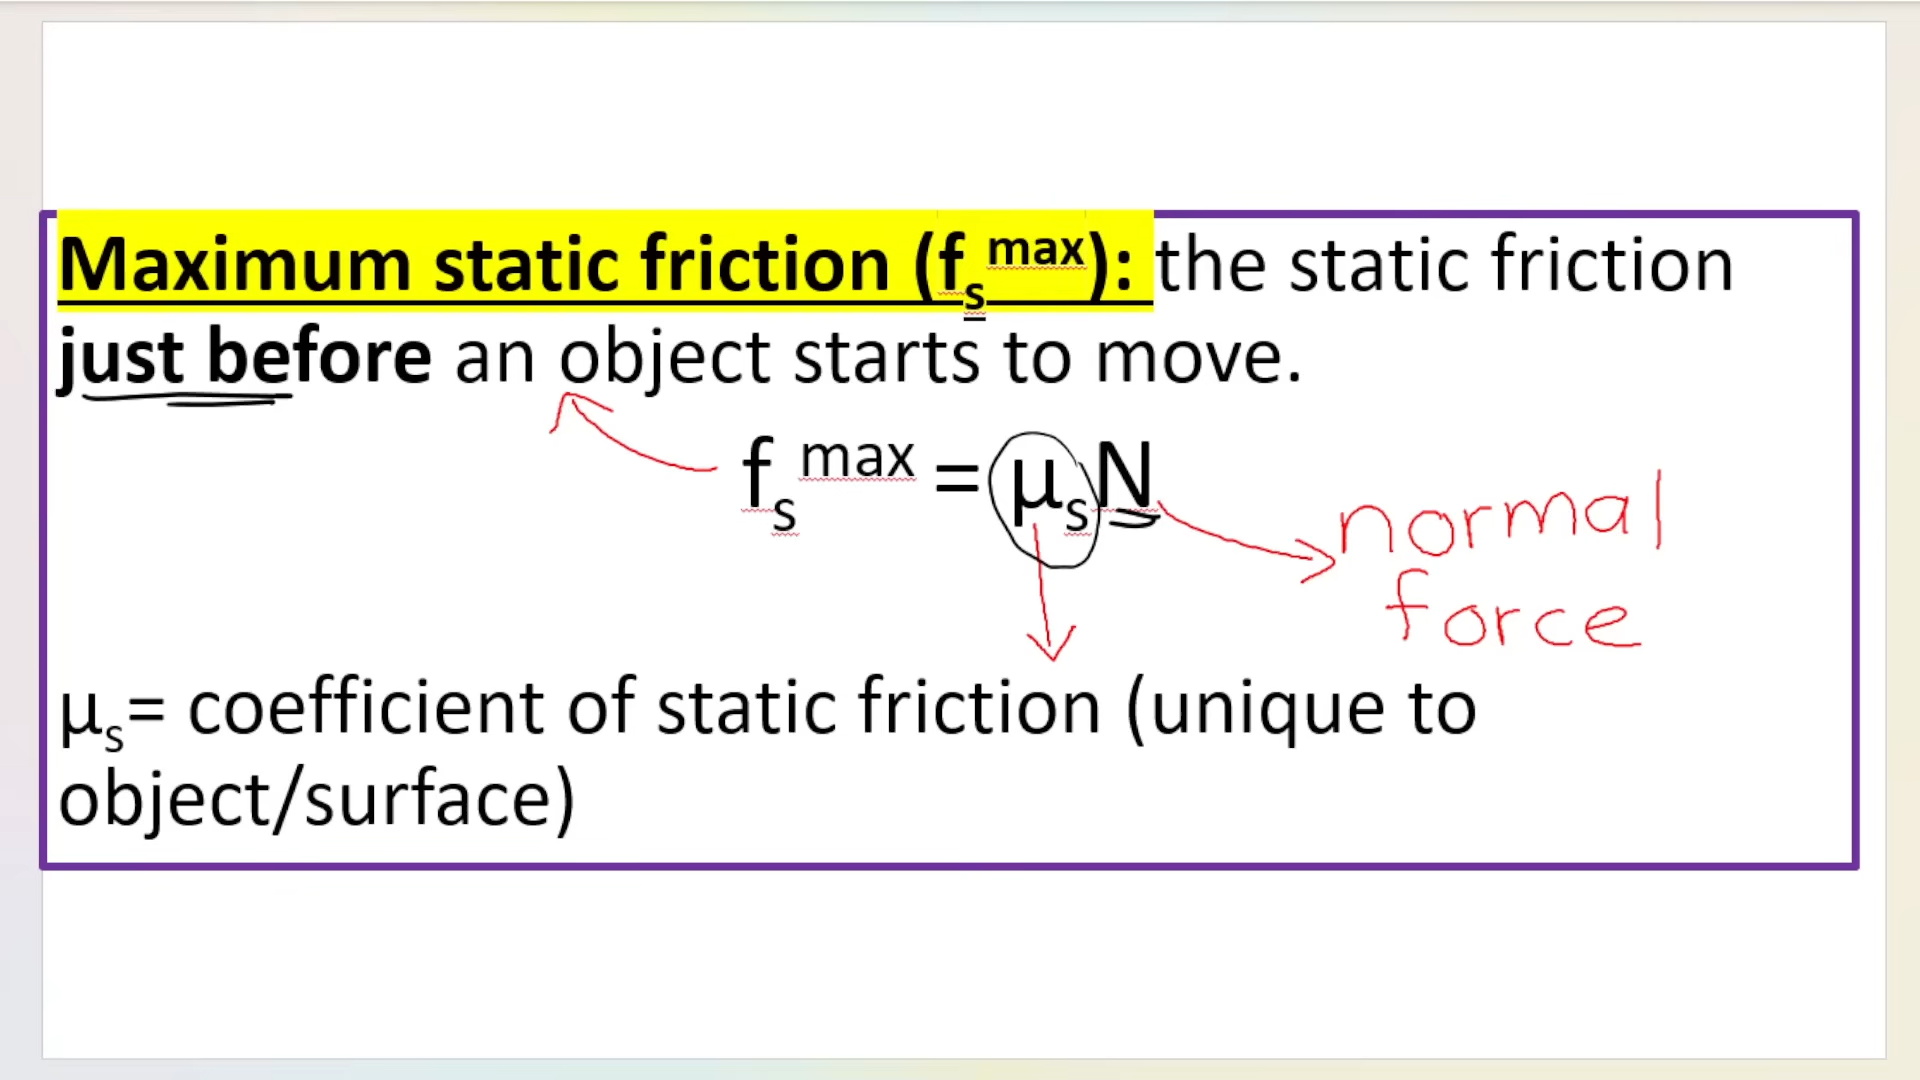 Maximum static friction (fₛᵐᵃˣ): the static friction
just before an object starts to move.
fₛᵐᵃˣ = μₛN
normal
force
μₛ= coefficient of static friction (unique to
object/surface)